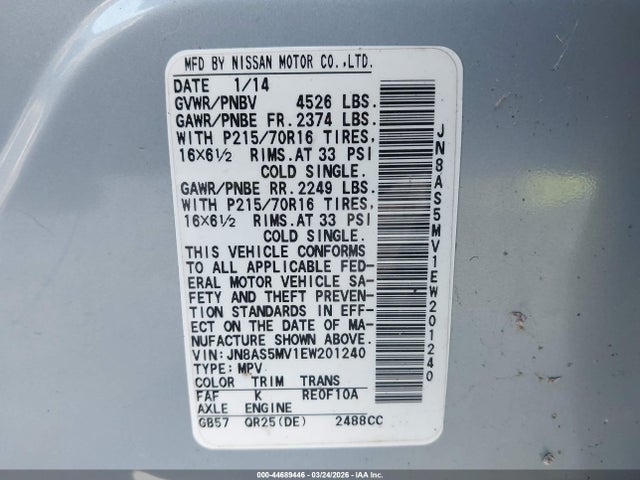 MFD BY NISSAN MOTOR CO.,LTD.
DATE 1/14
GVWR/PNBV 4526 LBS.
GAWR/PNBE FR. 2374 LBS.
WITH P215/70R16 TIRES,
16X6½ RIMS.AT 33 PSI
COLD SINGLE.
GAWR/PNBE RR. 2249 LBS.
WITH P215/70R16 TIRES,
16X6½ RIMS.AT 33 PSI
COLD SINGLE.
THIS VEHICLE CONFORMS
TO ALL APPLICABLE FED-
ERAL MOTOR VEHICLE SA-
FETY AND THEFT PREVEN-
TION STANDARDS IN EFF-
ECT ON THE DATE OF MA-
NUFACTURE SHOWN ABOVE.
VIN:JN8AS5MV1EW201240
TYPE:MPV
COLOR TRIM TRANS
FAF K RE0F10A
AXLE ENGINE
GB57 QR25(DE) 2488CC
JN8AS5MV1EW201240
000-44689446 | 03/24/2026 | IAA Inc.